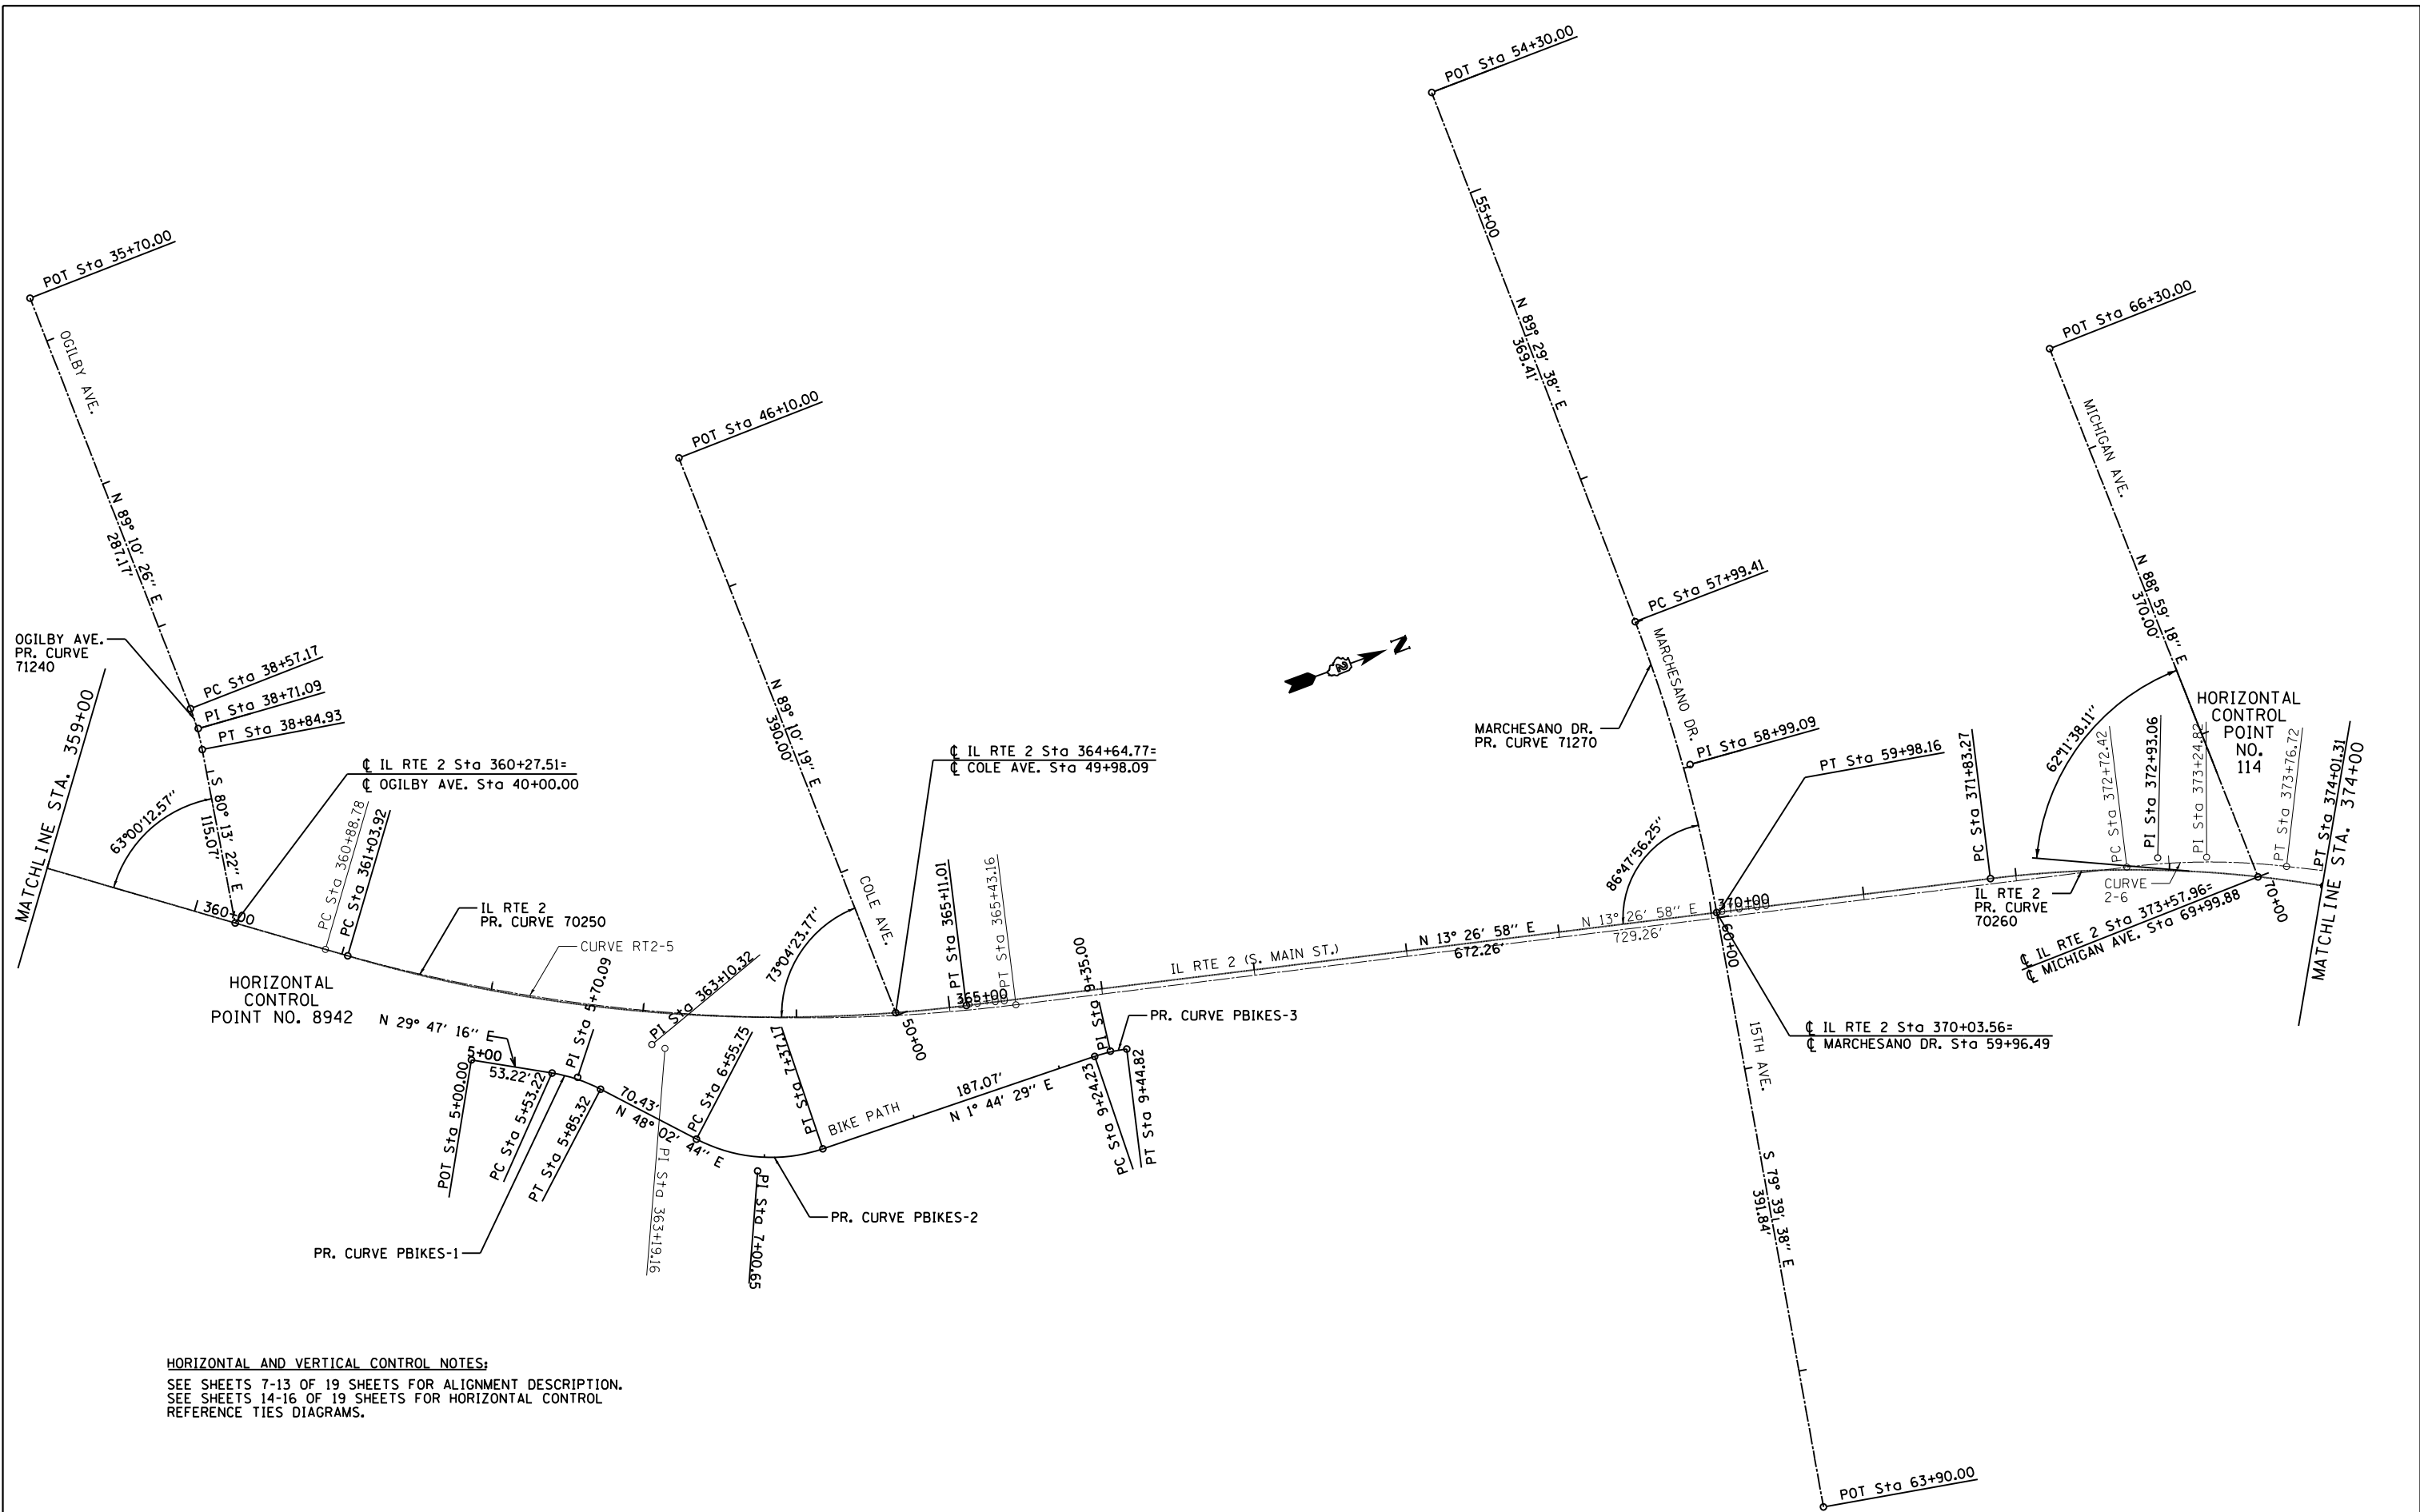 POT Sta 54+30.00
55+00
N 89° 29' 38" E
369.41'
POT Sta 35+70.00
OGILBY AVE.
N 89° 10' 26" E
287.17'
OGILBY AVE.
PR. CURVE
71240
PC Sta 38+57.17
PI Sta 38+71.09
PT Sta 38+84.93
MATCHLINE STA. 359+00
63°00'12.57"
S 80° 13' 22" E
115.07'
℄ IL RTE 2 Sta 360+27.51=
℄ OGILBY AVE. Sta 40+00.00
360+00
PC Sta 360+88.78
PC Sta 361+03.92
IL RTE 2
PR. CURVE 70250
CURVE RT2-5
HORIZONTAL
CONTROL
POINT NO. 8942
POT Sta 46+10.00
N 89° 10' 19" E
390.00'
COLE AVE.
73°04'23.77"
50+00
℄ IL RTE 2 Sta 364+64.77=
℄ COLE AVE. Sta 49+98.09
PI Sta 363+10.32
PI Sta 363+19.16
PT Sta 365+11.01
PT Sta 365+43.16
365+00
N 29° 47' 16" E
5+00
53.22'
POT Sta 5+00.00
PC Sta 5+53.22
PI Sta 5+70.09
PT Sta 5+85.32
70.43'
N 48° 02' 44" E
PC Sta 6+55.75
PI Sta 7+00.65
PT Sta 7+37.17
PR. CURVE PBIKES-1
PR. CURVE PBIKES-2
BIKE PATH
187.07'
N 1° 44' 29" E
PC Sta 9+24.23
PI Sta 9+35.00
PT Sta 9+44.82
PR. CURVE PBIKES-3
IL RTE 2 (S. MAIN ST.)
N 13° 26' 58" E
672.26'
N 13° 26' 58" E
729.26'
N
PC Sta 57+99.41
MARCHESANO DR.
MARCHESANO DR.
PR. CURVE 71270
PI Sta 58+99.09
PT Sta 59+98.16
86°47'56.25"
370+00
60+00
℄ IL RTE 2 Sta 370+03.56=
℄ MARCHESANO DR. Sta 59+96.49
15TH AVE.
S 79° 39' 38" E
391.84'
POT Sta 63+90.00
POT Sta 66+30.00
MICHIGAN AVE.
N 88° 59' 18" E
370.00'
62°11'38.11"
HORIZONTAL
CONTROL
POINT
NO.
114
PC Sta 371+83.27
PC Sta 372+72.42
PI Sta 372+93.06
PI Sta 373+24.82
PT Sta 373+76.72
PT Sta 374+01.31
MATCHLINE STA. 374+00
IL RTE 2
PR. CURVE
70260
CURVE
2-6
70+00
℄ IL RTE 2 Sta 373+57.96=
℄ MICHIGAN AVE. Sta 69+99.88
HORIZONTAL AND VERTICAL CONTROL NOTES:
SEE SHEETS 7-13 OF 19 SHEETS FOR ALIGNMENT DESCRIPTION.
SEE SHEETS 14-16 OF 19 SHEETS FOR HORIZONTAL CONTROL
REFERENCE TIES DIAGRAMS.